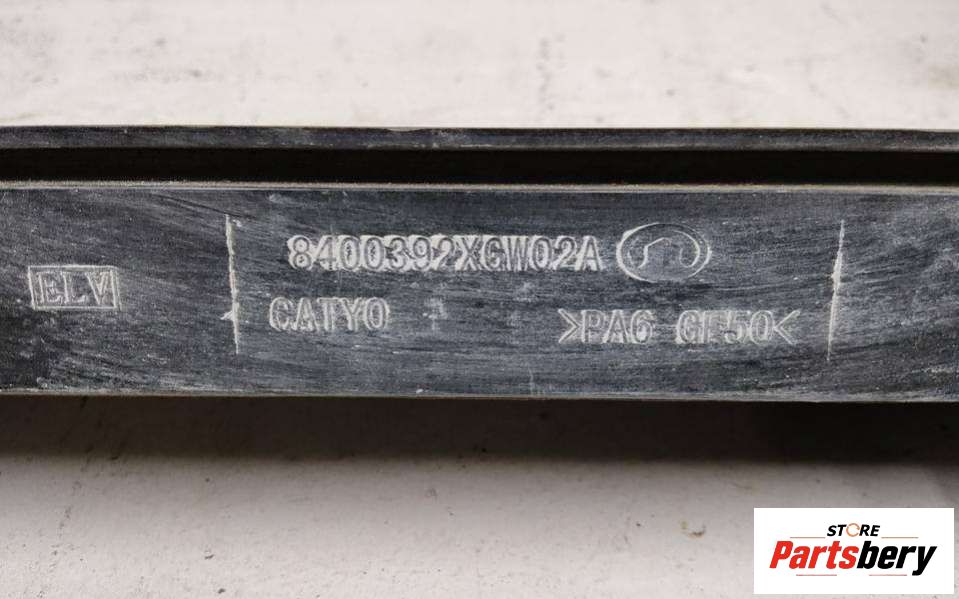 8400392XGW02A
ELV
CATYO
>PA6 GF50<
STORE
Partsbery